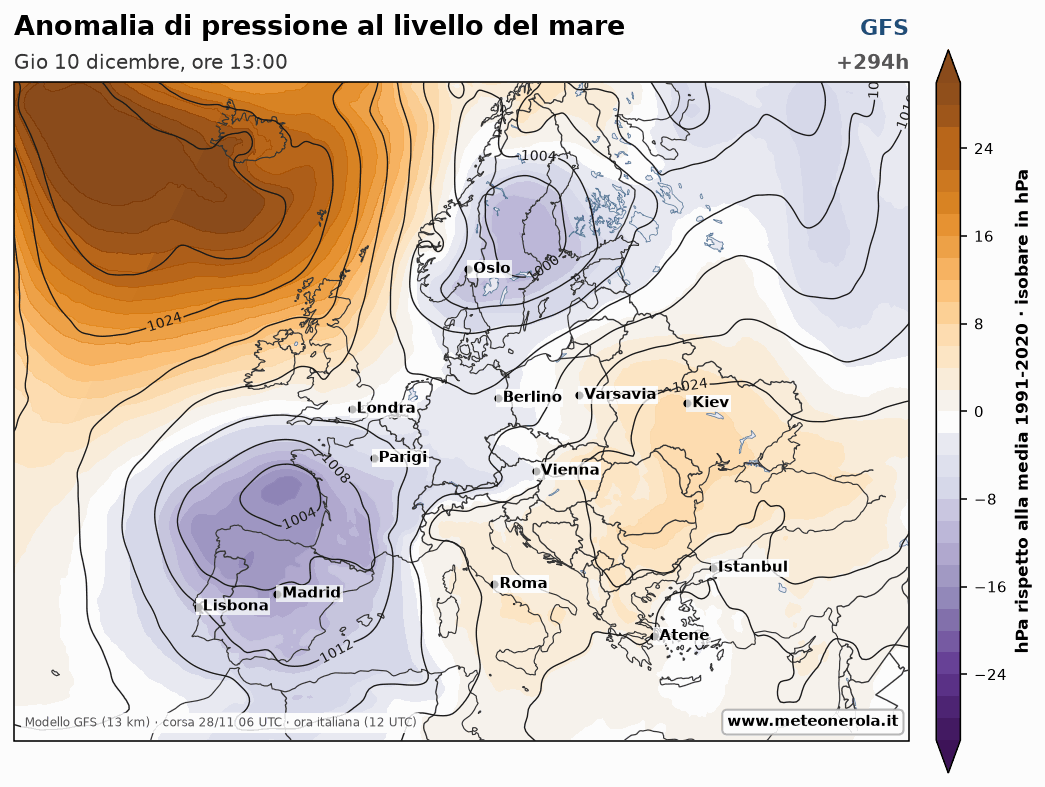 Anomalia di pressione al livello del mare
GFS
Gio 10 dicembre, ore 13:00
+294h
1004
1000
Oslo
1024
Londra
Berlino
Varsavia
1024
Kiev
Parigi
1008
Vienna
1004
Istanbul
Roma
Madrid
Lisbona
Atene
1012
Modello GFS (13 km) · corsa 28/11 06 UTC · ora italiana (12 UTC)
www.meteonerola.it
24
16
8
0
−8
−16
−24
hPa rispetto alla media 1991-2020 · isobare in hPa